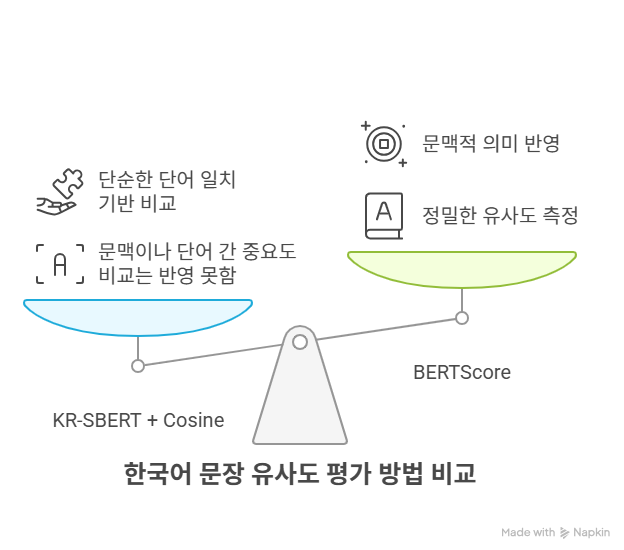 단순한 단어 일치
기반 비교
문맥이나 단어 간 중요도
비교는 반영 못함
KR-SBERT + Cosine
문맥적 의미 반영
정밀한 유사도 측정
BERTScore
한국어 문장 유사도 평가 방법 비교
Made with Napkin